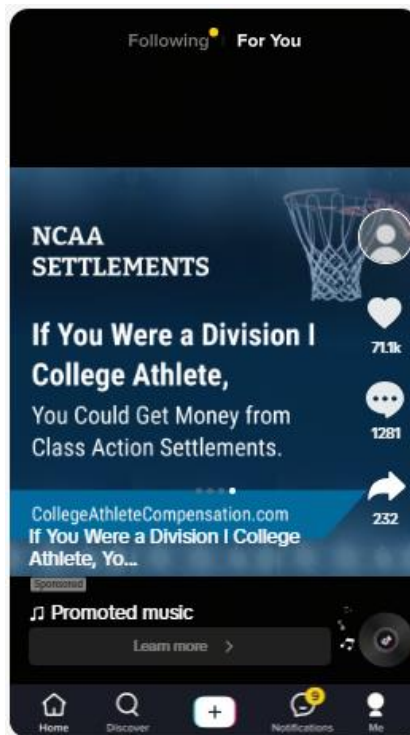 Following For You
NCAA
SETTLEMENTS
If You Were a Division I
College Athlete,
You Could Get Money from
Class Action Settlements.
71.1k
1281
232
CollegeAthleteCompensation.com
If You Were a Division I College
Athlete, Yo...
Sponsored
Promoted music
Learn more >
9
Home Discover Notifications Me